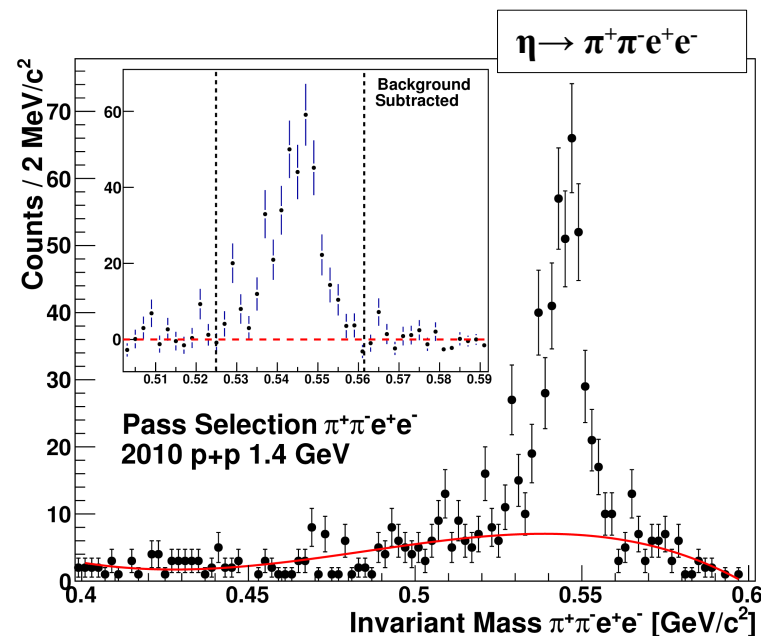 η→ π⁺π⁻e⁺e⁻
Counts / 2 MeV/c²
70
60
50
40
30
20
10
0
Background
Subtracted
60
40
20
0
0.51 0.52 0.53 0.54 0.55 0.56 0.57 0.58 0.59
Pass Selection π⁺π⁻e⁺e⁻
2010 p+p 1.4 GeV
0.4 0.45 0.5 0.55 0.6
Invariant Mass π⁺π⁻e⁺e⁻ [GeV/c²]